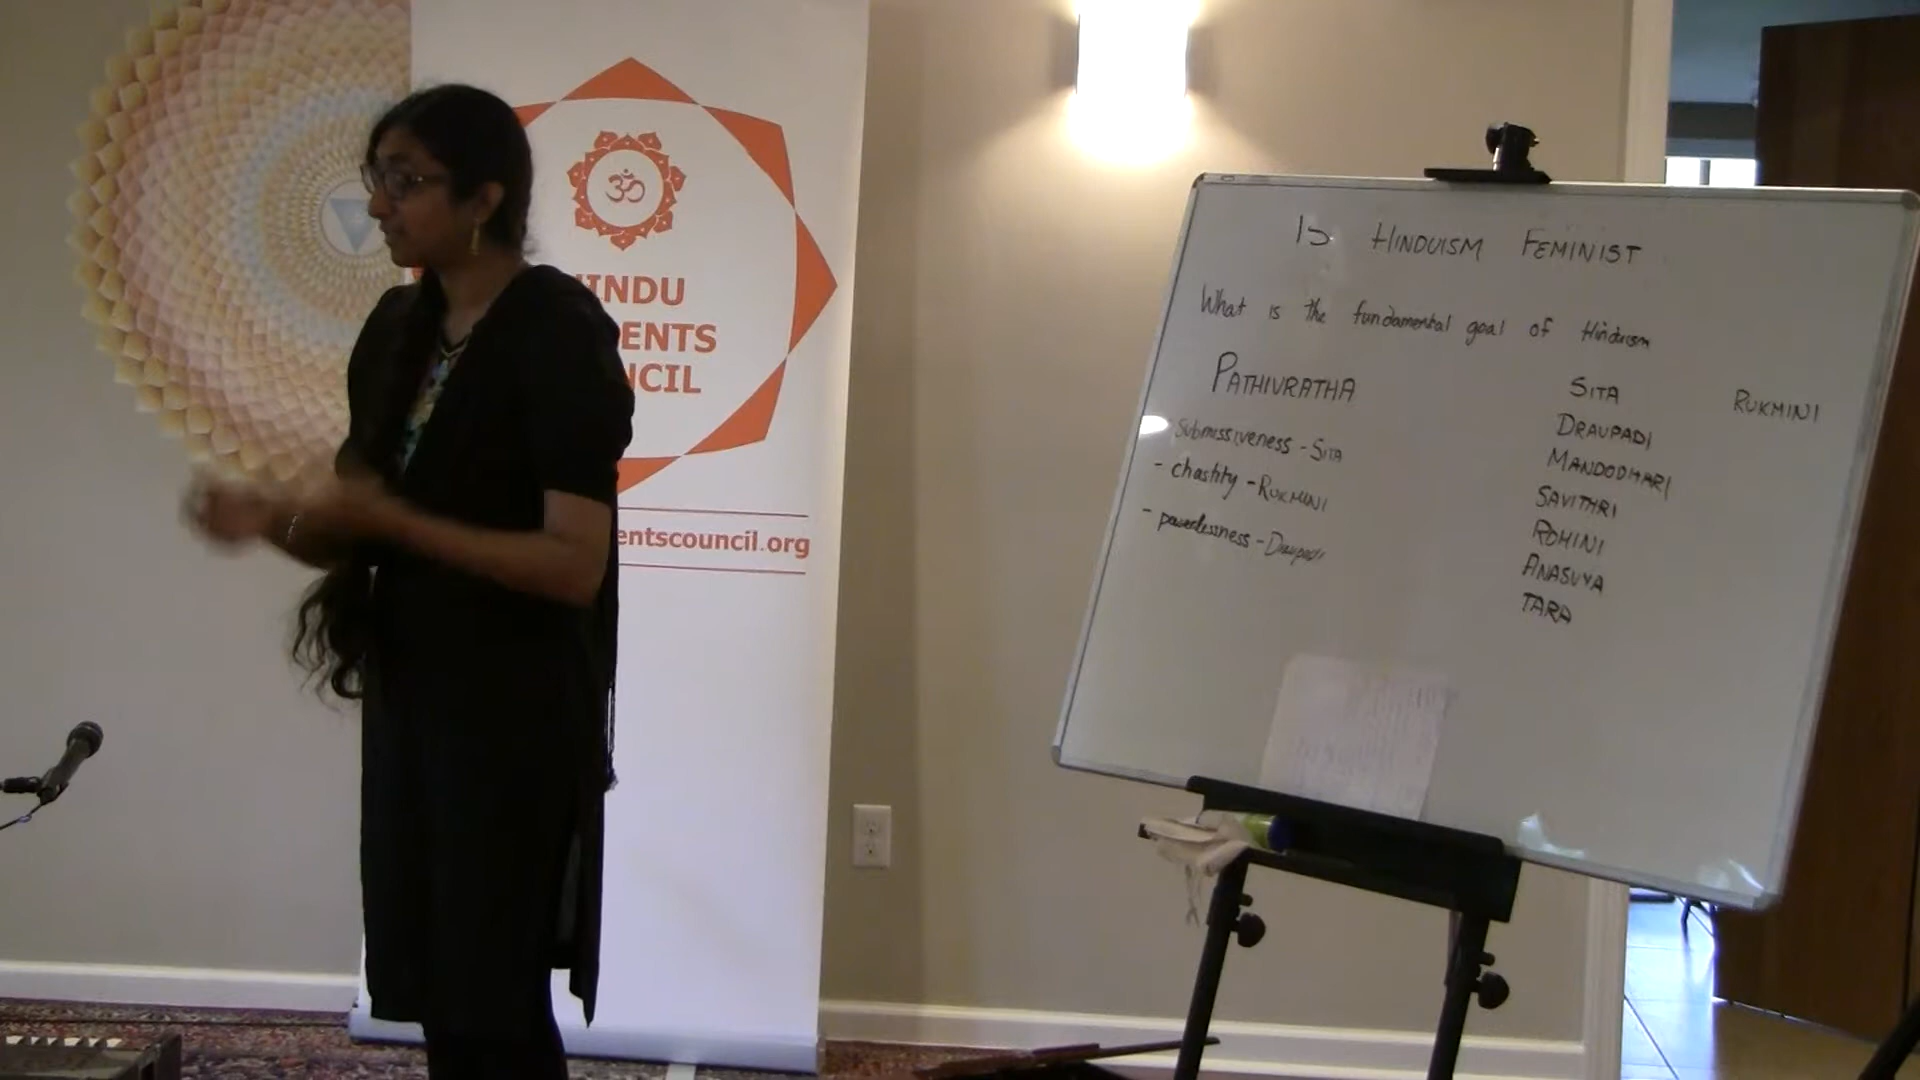 ॐ
INDU
DENTS
NCIL
entscouncil.org
IS HINDUISM FEMINIST
What is the fundamental goal of Hinduism
PATHIVRATHA
- Submissiveness - SITA
- chastity - RUKMINI
- powerlessness - Draupadi
SITA
DRAUPADI
MANDODHARI
SAVITHRI
ROHINI
ANASUYA
TARA
RUKMINI